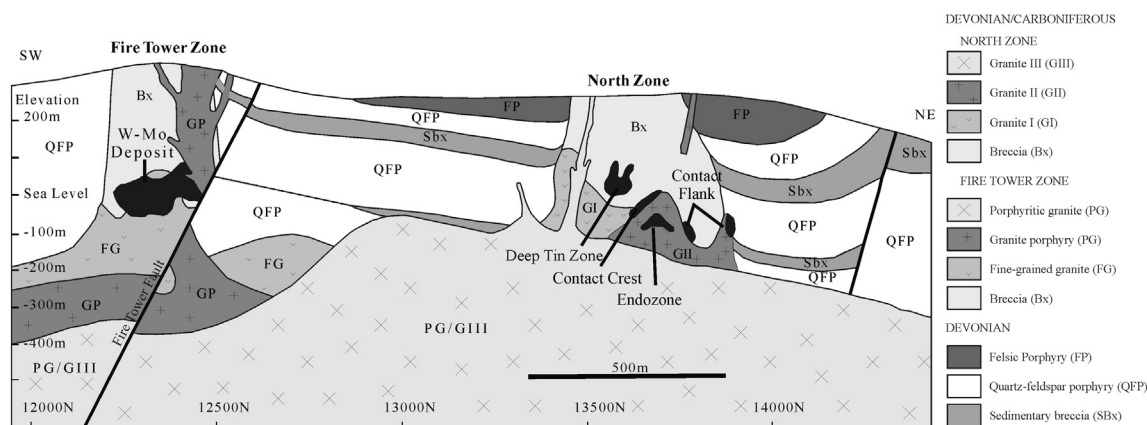 Fire Tower Zone
SW
North Zone
Elevation
200m
Bx
GP
QFP
W-Mo
Deposit
Sea Level
-100m
-200m
-300m
-400m
FG
GP
GP
Fire Tower Fault
QFP
FG
QFP
QFP
Sbx
FP
Bx
FP
NE
QFP
Sbx
Sbx
Contact
Flank
QFP
QFP
Sbx
QFP
GI
GII
Deep Tin Zone
Contact Crest
Endozone
PG/GIII
PG/GIII
500m
12000N
12500N
13000N
13500N
14000N
DEVONIAN/CARBONIFEROUS
NORTH ZONE
Granite III (GIII)
Granite II (GII)
Granite I (GI)
Breccia (Bx)
FIRE TOWER ZONE
Porphyritic granite (PG)
Granite porphyry (PG)
Fine-grained granite (FG)
Breccia (Bx)
DEVONIAN
Felsic Porphyry (FP)
Quartz-feldspar porphyry (QFP)
Sedimentary breccia (SBx)